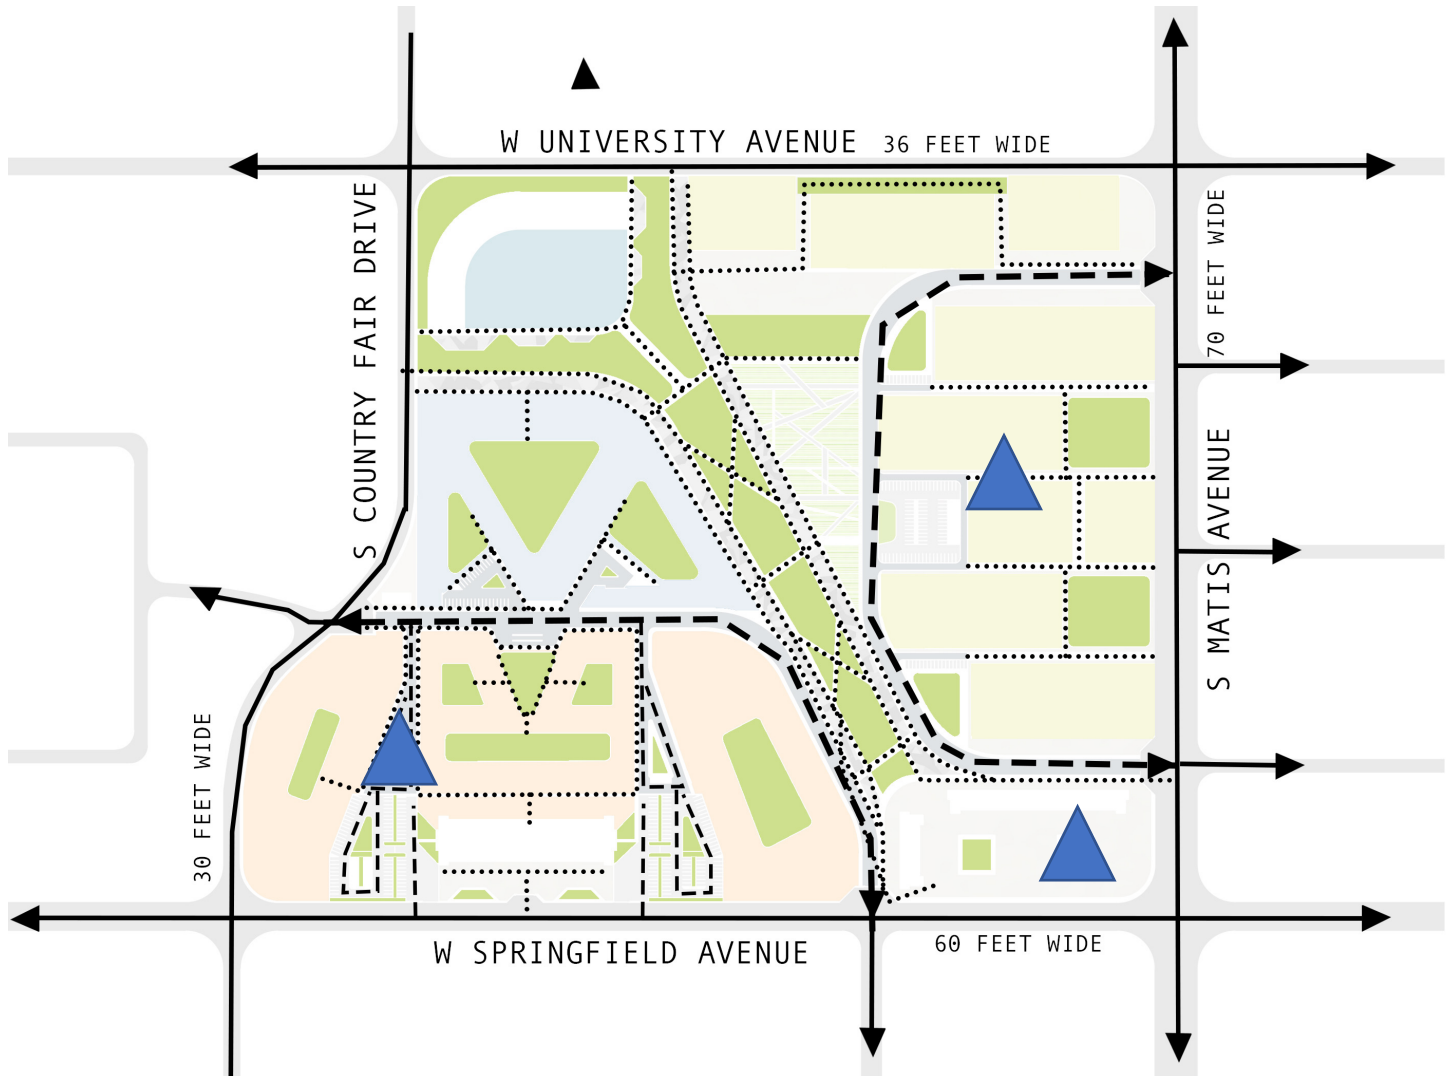 W UNIVERSITY AVENUE 36 FEET WIDE
S COUNTRY FAIR DRIVE
70 FEET WIDE
S MATIS AVENUE
30 FEET WIDE
W SPRINGFIELD AVENUE
60 FEET WIDE